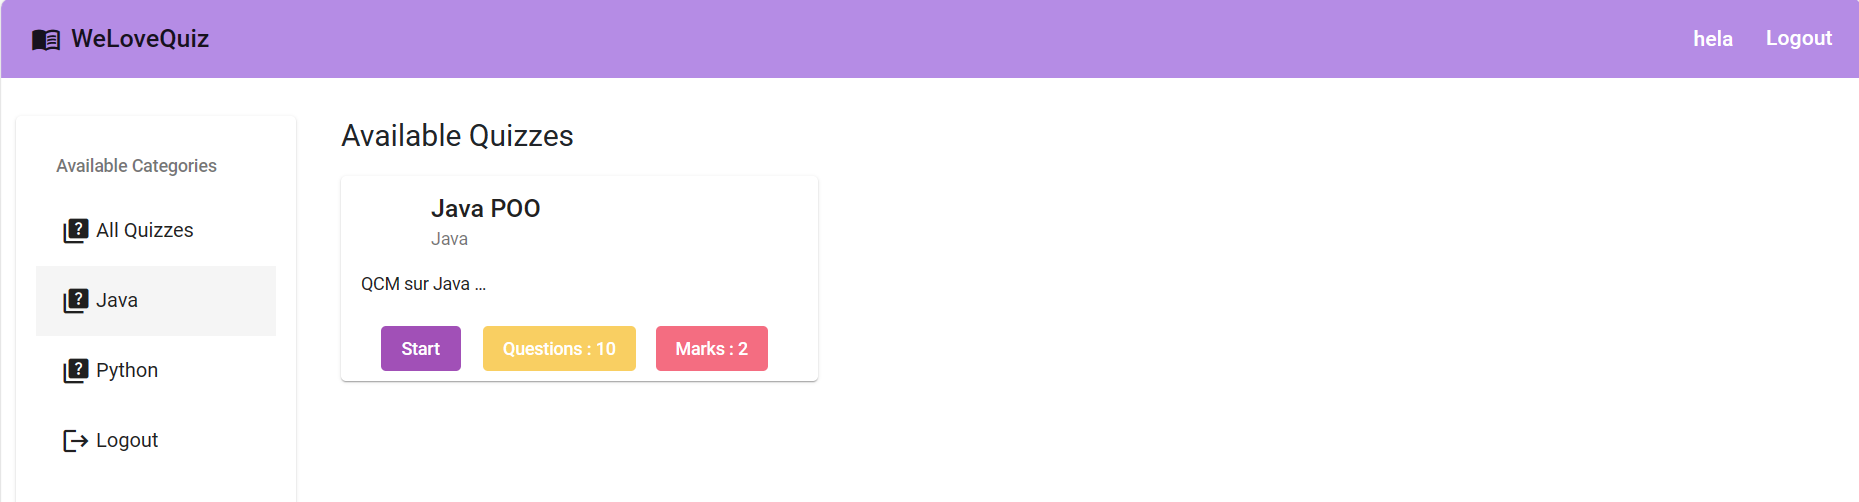 WeLoveQuiz
hela Logout
Available Categories
All Quizzes
Java
Python
Logout
Available Quizzes
Java POO
Java
QCM sur Java ...
Start Questions : 10 Marks : 2